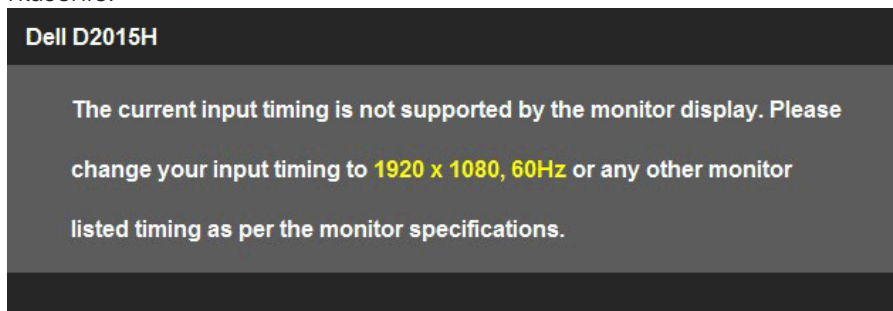 Dell D2015H
The current input timing is not supported by the monitor display. Please
change your input timing to 1920 x 1080, 60Hz or any other monitor
listed timing as per the monitor specifications.